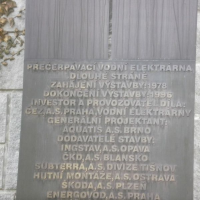 PŘEČERPÁVACÍ VODNÍ ELEKTRÁRNA
DLOUHÉ STRÁNĚ
ZAHÁJENÍ VÝSTAVBY: 1978
DOKONČENÍ VÝSTAVBY: 1996
INVESTOR A PROVOZOVATEL DÍLA
ČEZ, A.S. PRAHA, VODNÍ ELEKTRÁRNY
GENERÁLNÍ PROJEKTANT
AQUATIS A.S. BRNO
DODAVATELÉ STAVBY:
INGSTAV, A.S. OPAVA
ČKD, A.S. BLANSKO
SUBTERRA, A.S. DIVIZE TIŠNOV
HUTNÍ MONTÁŽE, A.S. OSTRAVA
ŠKODA, A.S. PLZEŇ
ENERGOVOD, A.S. PRAHA